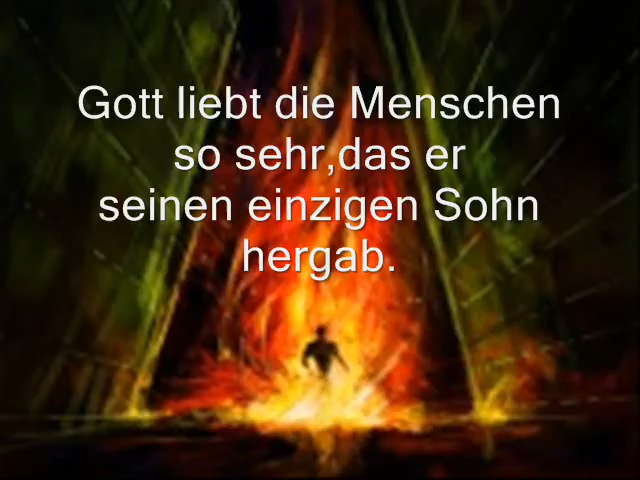 Gott liebt die Menschen
so sehr,das er
seinen einzigen Sohn
hergab.